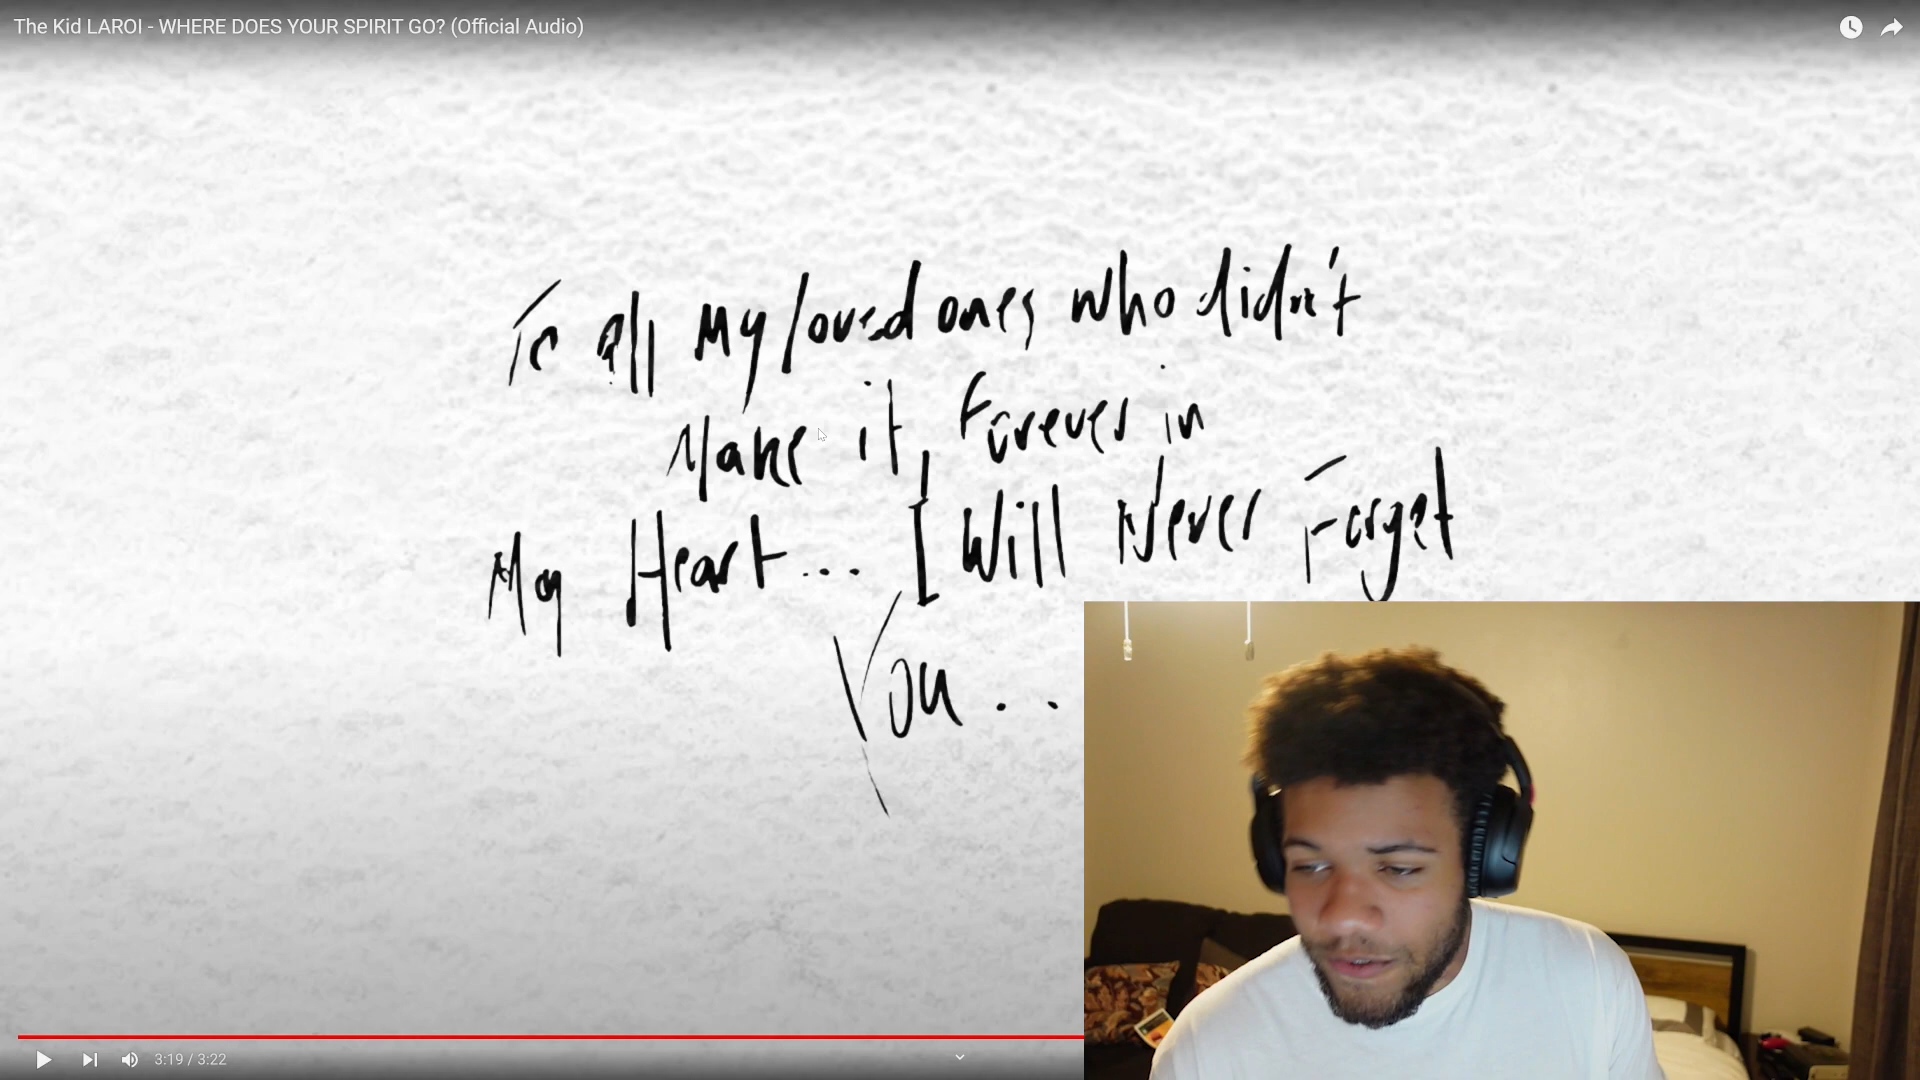 The Kid LAROI - WHERE DOES YOUR SPIRIT GO? (Official Audio)
To all My loved ones who didn't
Make it, Forever in
My Heart... I Will Never Forget
You ..
3:19 / 3:22